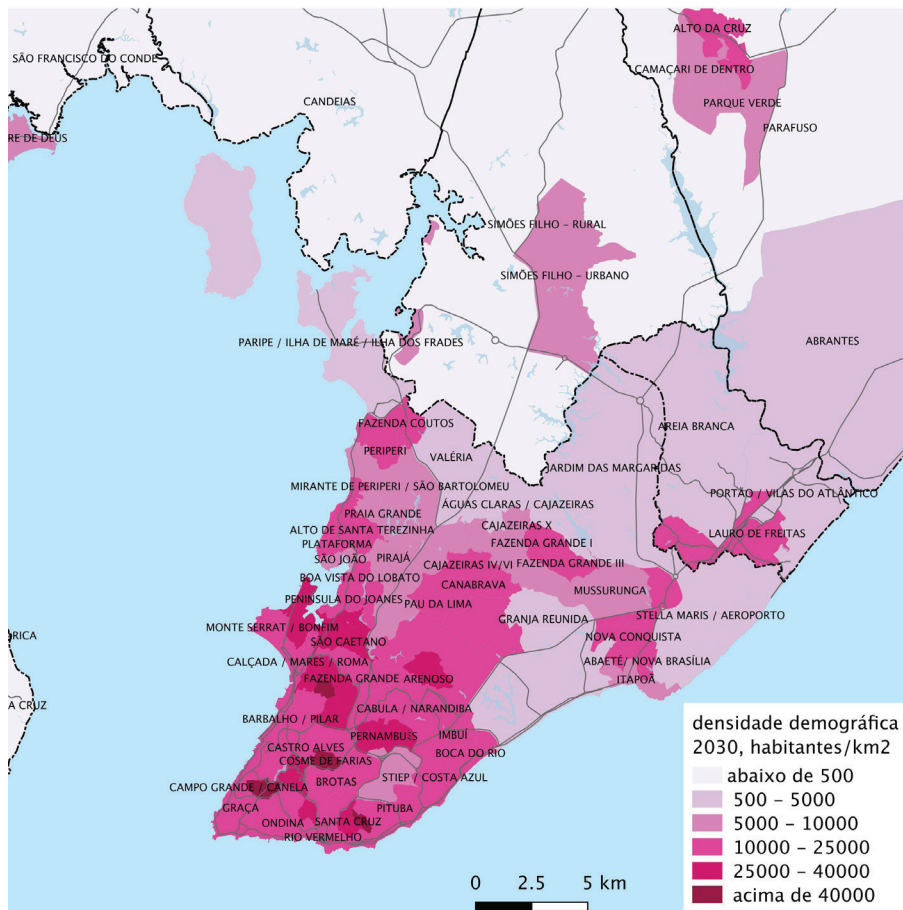 ALTO DA CRUZ
SÃO FRANCISCO DO CONDE
CAMAÇARI DE DENTRO
CANDEIAS
PARQUE VERDE
PARAFUSO
RE DE DEUS
SIMÕES FILHO – RURAL
SIMÕES FILHO – URBANO
PARIPE / ILHA DE MARÉ / ILHA DOS FRADES
ABRANTES
FAZENDA COUTOS
AREIA BRANCA
PERIPERI
VALÉRIA
JARDIM DAS MARGARIDAS
MIRANTE DE PERIPERI / SÃO BARTOLOMEU
PORTÃO / VILAS DO ATLÂNTICO
ÁGUAS CLARAS / CAJAZEIRAS
PRAIA GRANDE
CAJAZEIRAS X
ALTO DE SANTA TEREZINHA
LAURO DE FREITAS
PLATAFORMA
FAZENDA GRANDE I
SÃO JOÃO
PIRAJÁ
CAJAZEIRAS IV/VI
FAZENDA GRANDE III
BOA VISTA DO LOBATO
CANABRAVA
MUSSURUNGA
PENÍNSULA DO JOANES
PAU DA LIMA
STELLA MARIS / AEROPORTO
GRANJA REUNIDA
MONTE SERRAT / BONFIM
RICA
NOVA CONQUISTA
SÃO CAETANO
CALÇADA / MARES / ROMA
ABAETÉ/ NOVA BRASÍLIA
FAZENDA GRANDE
ARENOSO
ITAPOÃ
A CRUZ
CABULA / NARANDIBA
BARBALHO / PILAR
PERNAMBUÉS
IMBUÍ
CASTRO ALVES
BOCA DO RIO
COSME DE FARIAS
STIEP / COSTA AZUL
BROTAS
CAMPO GRANDE / CANELA
GRAÇA
PITUBA
ONDINA
SANTA CRUZ
RIO VERMELHO
densidade demográfica
2030, habitantes/km2
abaixo de 500
500 – 5000
5000 – 10000
10000 – 25000
25000 – 40000
acima de 40000
0 2.5 5 km